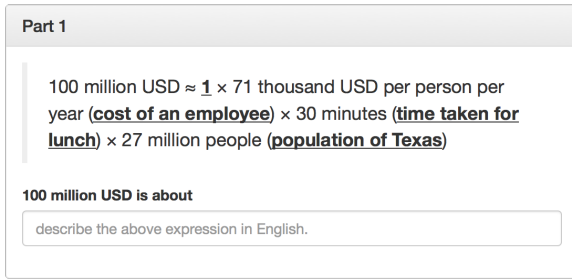 Part 1
100 million USD ≈ 1 × 71 thousand USD per person per
year (cost of an employee) × 30 minutes (time taken for
lunch) × 27 million people (population of Texas)
100 million USD is about
describe the above expression in English.